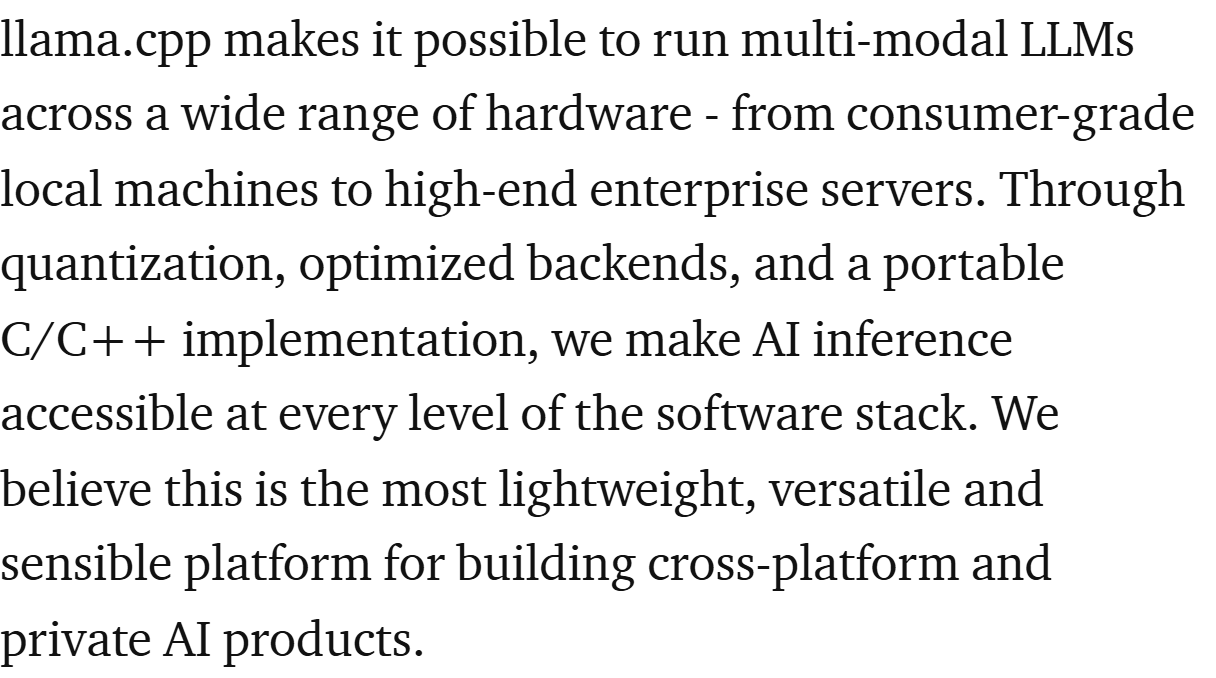 llama.cpp makes it possible to run multi-modal LLMs
across a wide range of hardware - from consumer-grade
local machines to high-end enterprise servers. Through
quantization, optimized backends, and a portable
C/C++ implementation, we make AI inference
accessible at every level of the software stack. We
believe this is the most lightweight, versatile and
sensible platform for building cross-platform and
private AI products.